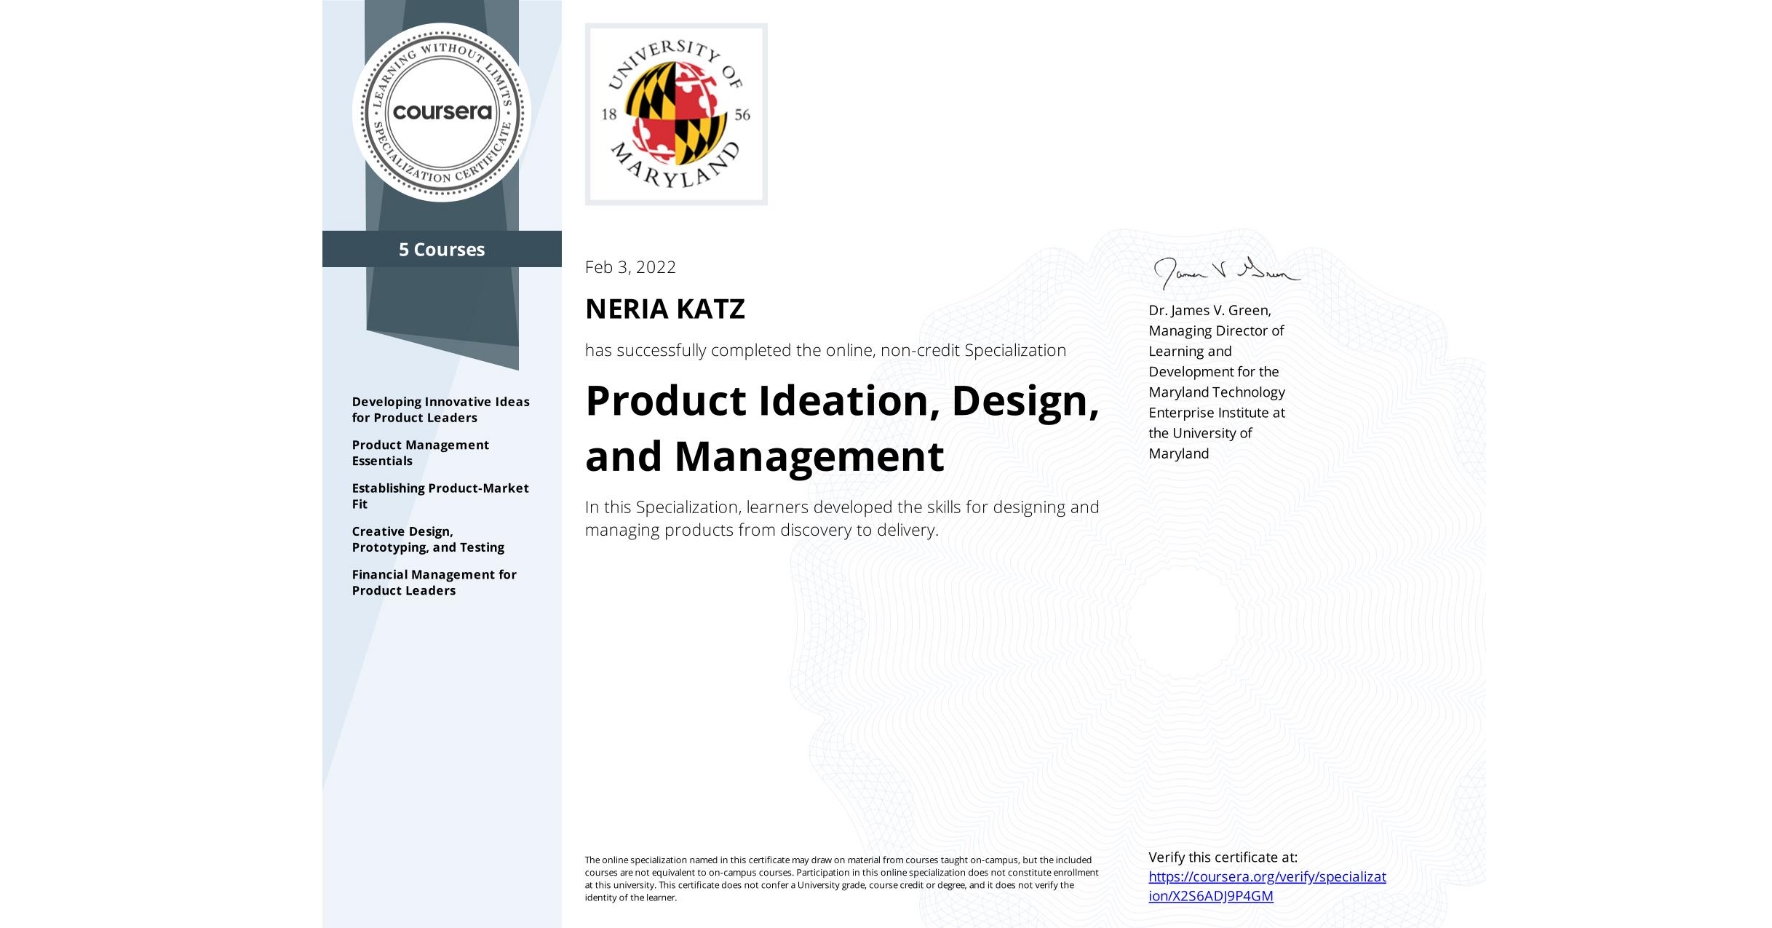 LEARNING WITHOUT LIMITS
coursera
SPECIALIZATION CERTIFICATE
5 Courses
Developing Innovative Ideas
for Product Leaders
Product Management
Essentials
Establishing Product-Market
Fit
Creative Design,
Prototyping, and Testing
Financial Management for
Product Leaders
UNIVERSITY OF
18 56
MARYLAND
Feb 3, 2022
NERIA KATZ
has successfully completed the online, non-credit Specialization
Product Ideation, Design,
and Management
In this Specialization, learners developed the skills for designing and
managing products from discovery to delivery.
James V Green
Dr. James V. Green,
Managing Director of
Learning and
Development for the
Maryland Technology
Enterprise Institute at
the University of
Maryland
The online specialization named in this certificate may draw on material from courses taught on-campus, but the included
courses are not equivalent to on-campus courses. Participation in this online specialization does not constitute enrollment
at this university. This certificate does not confer a University grade, course credit or degree, and it does not verify the
identity of the learner.
Verify this certificate at:
https://coursera.org/verify/specializat
ion/X2S6ADJ9P4GM